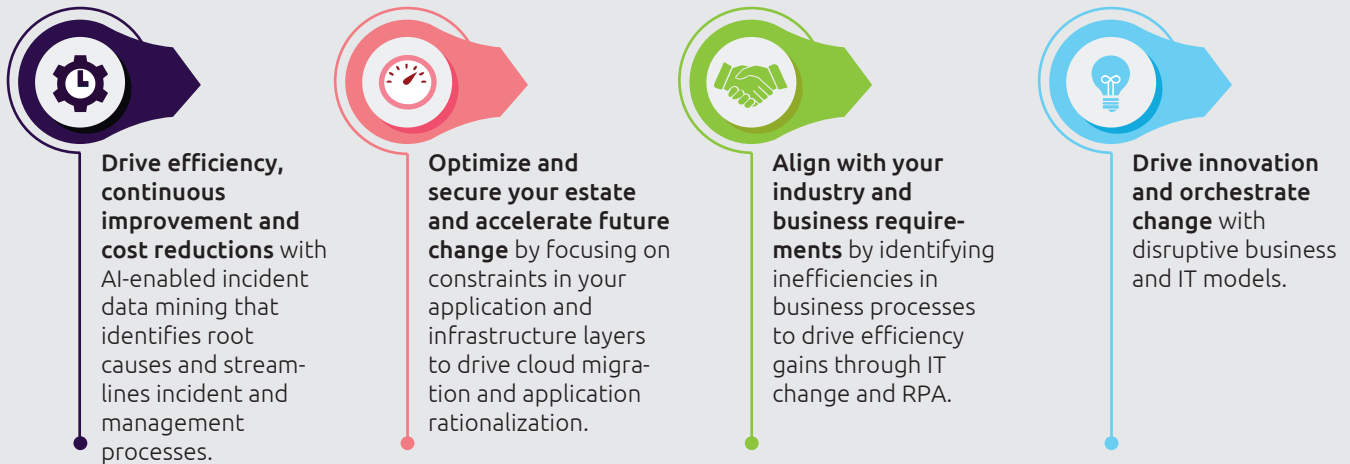 Drive efficiency,
continuous
improvement and
cost reductions with
AI-enabled incident
data mining that
identifies root
causes and stream-
lines incident and
management
processes.
Optimize and
secure your estate
and accelerate future
change by focusing on
constraints in your
application and
infrastructure layers
to drive cloud migra-
tion and application
rationalization.
Align with your
industry and
business require-
ments by identifying
inefficiencies in
business processes
to drive efficiency
gains through IT
change and RPA.
Drive innovation
and orchestrate
change with
disruptive business
and IT models.